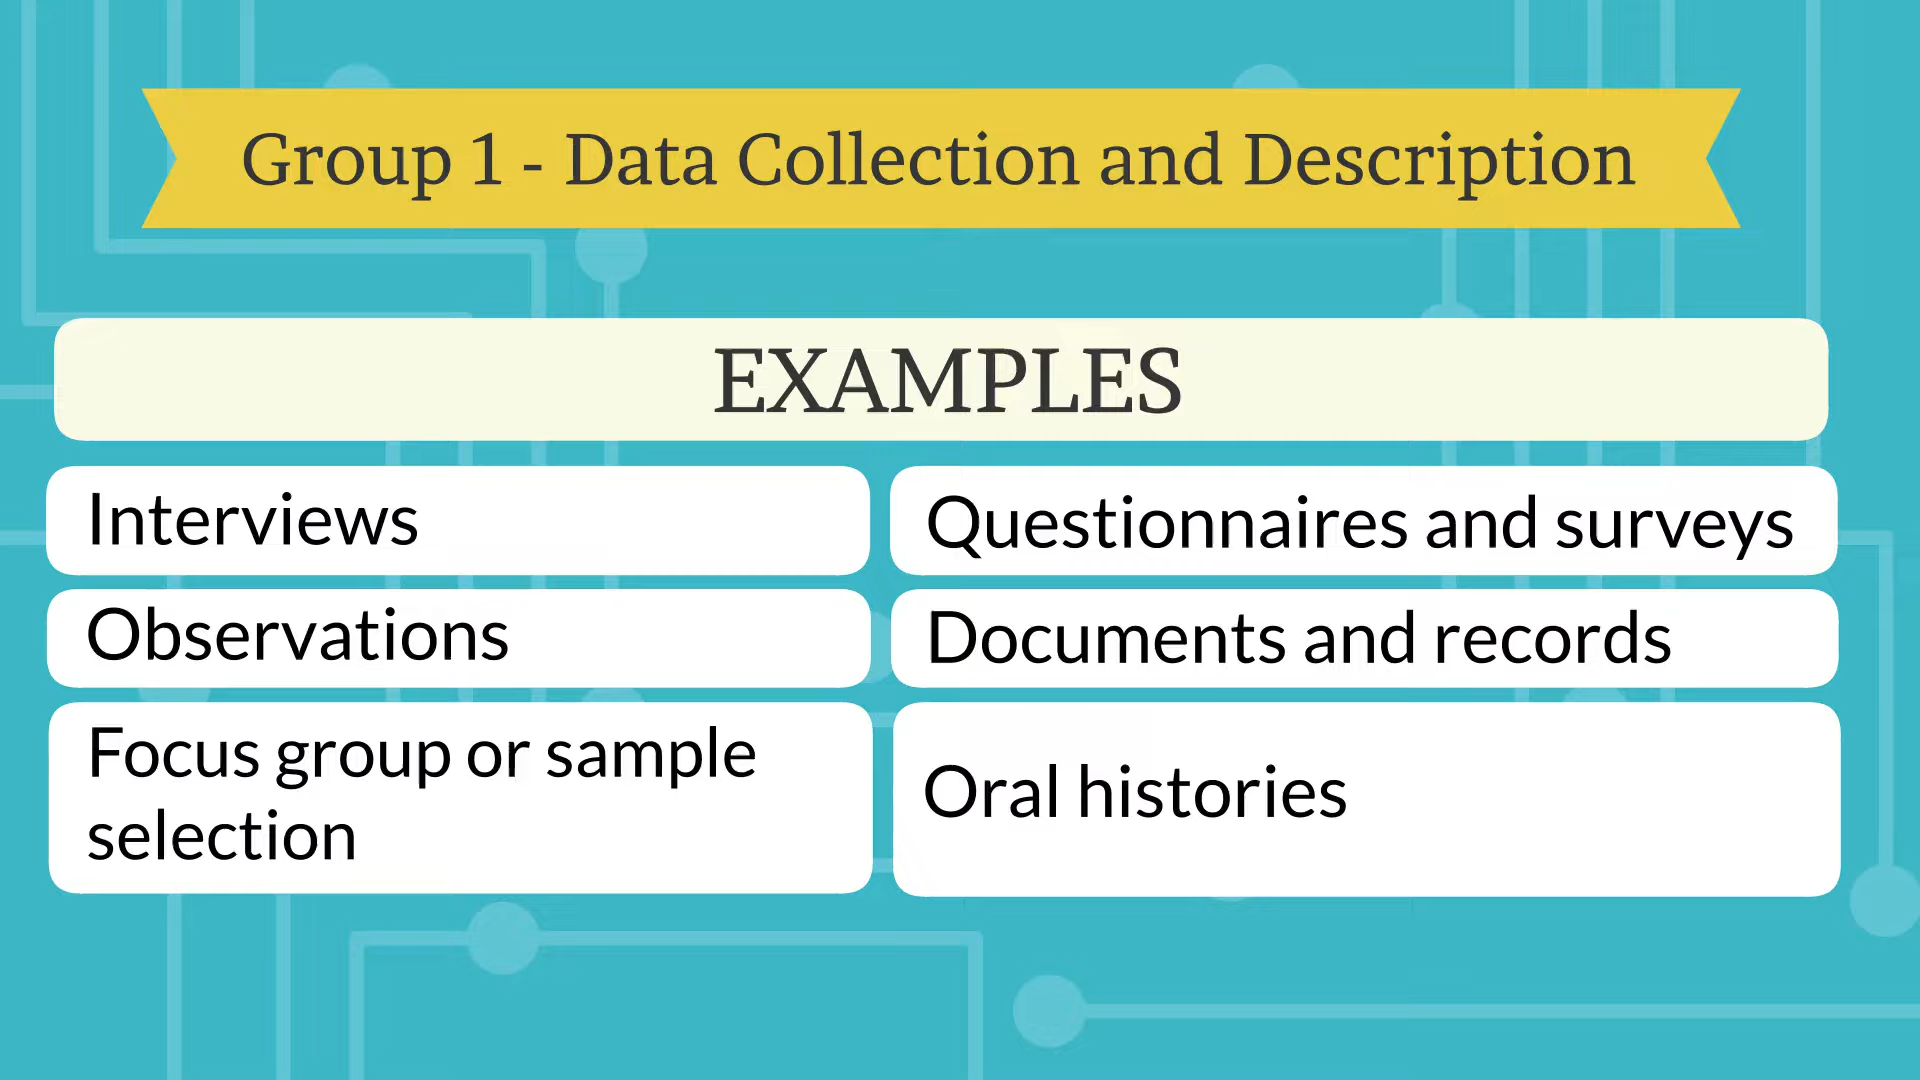 Group 1 - Data Collection and Description
EXAMPLES
Interviews
Questionnaires and surveys
Observations
Documents and records
Focus group or sample
selection
Oral histories